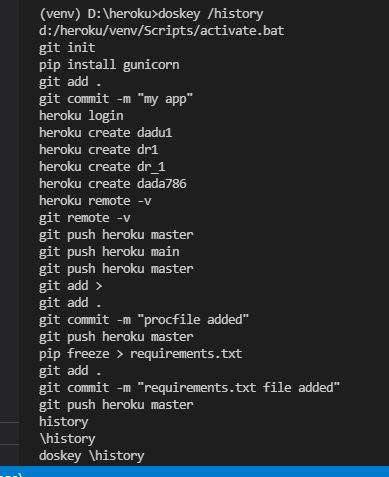 (venv) D:\heroku>doskey /history
d:/heroku/venv/Scripts/activate.bat
git init
pip install gunicorn
git add .
git commit -m "my app"
heroku login
heroku create dadu1
heroku create dr1
heroku create dr_1
heroku create dada786
heroku remote -v
git remote -v
git push heroku master
git push heroku main
git push heroku master
git add >
git add .
git commit -m "procfile added"
git push heroku master
pip freeze > requirements.txt
git add .
git commit -m "requirements.txt file added"
git push heroku master
history
\history
doskey \history